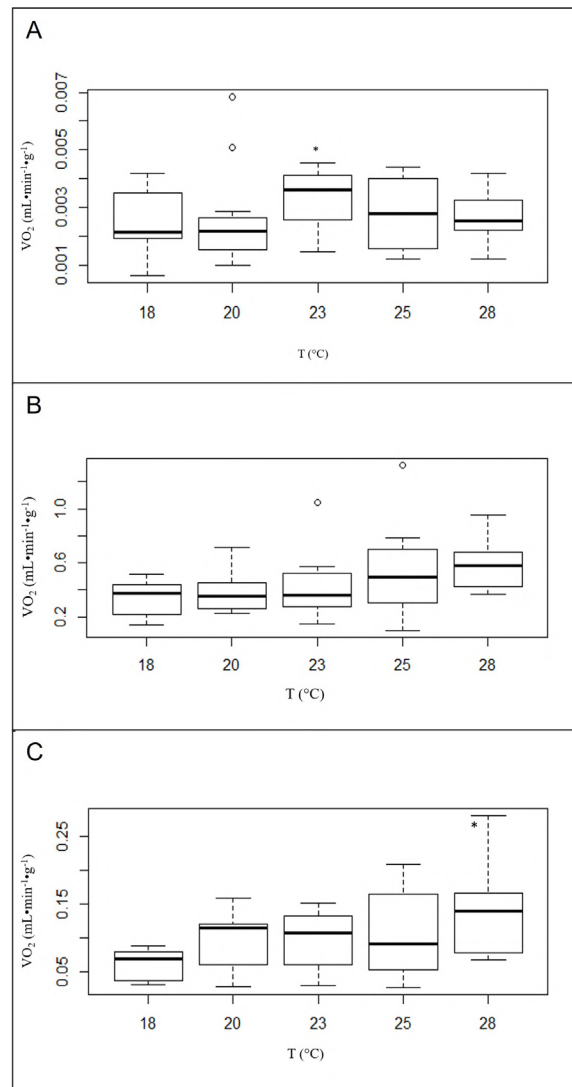 A
VO₂ (mL•min⁻¹•g⁻¹)
0.001 0.003 0.005 0.007
*
18 20 23 25 28
T (°C)
B
VO₂ (mL•min⁻¹•g⁻¹)
0.2 0.6 1.0
18 20 23 25 28
T (°C)
C
VO₂ (mL•min⁻¹•g⁻¹)
0.05 0.15 0.25
*
18 20 23 25 28
T (°C)